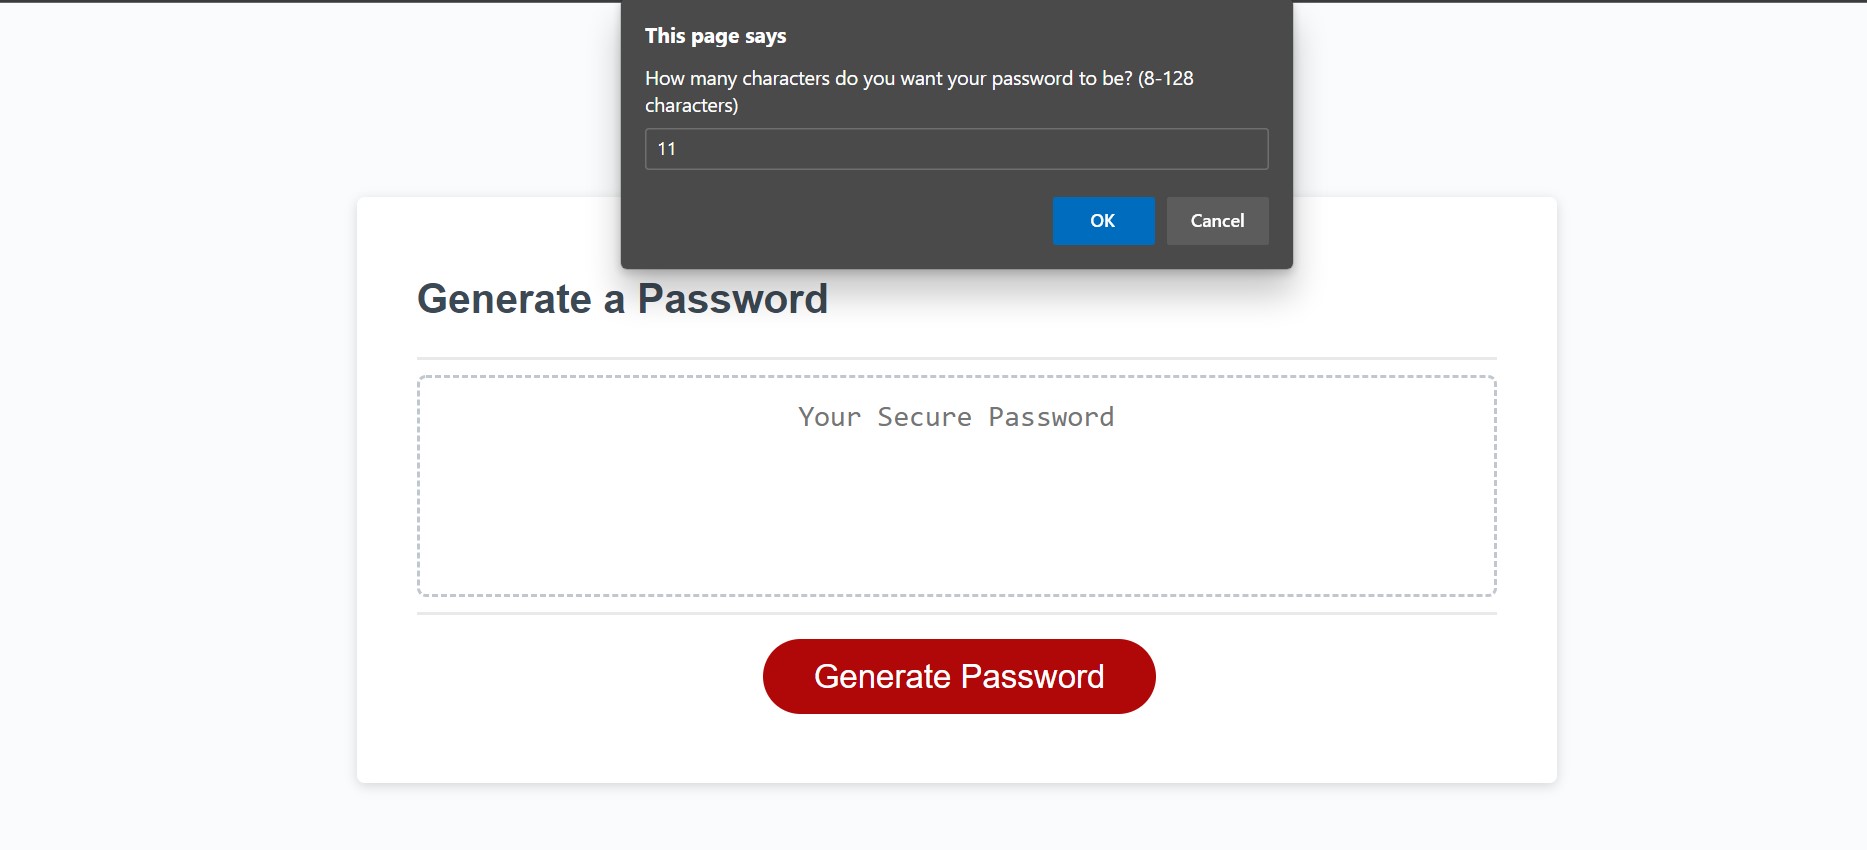 This page says
How many characters do you want your password to be? (8-128
characters)
11
OK
Cancel
Generate a Password
Your Secure Password
Generate Password